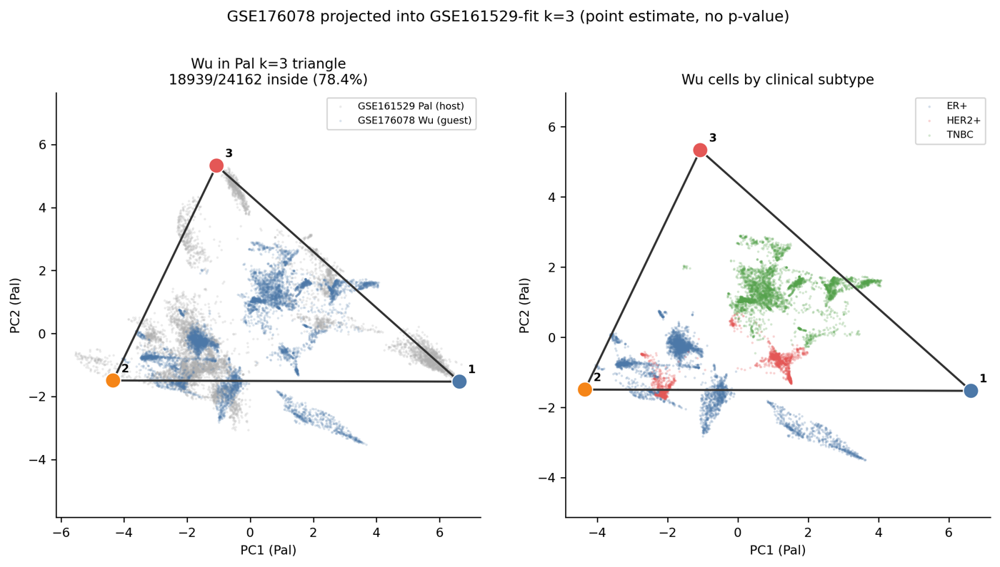 GSE176078 projected into GSE161529-fit k=3 (point estimate, no p-value)
Wu in Pal k=3 triangle
18939/24162 inside (78.4%)
GSE161529 Pal (host)
GSE176078 Wu (guest)
3
2
1
6
4
2
0
−2
−4
PC2 (Pal)
−6
−4
−2
0
2
4
6
PC1 (Pal)
Wu cells by clinical subtype
ER+
HER2+
TNBC
3
2
1
6
4
2
0
−2
−4
PC2 (Pal)
−4
−2
0
2
4
6
PC1 (Pal)